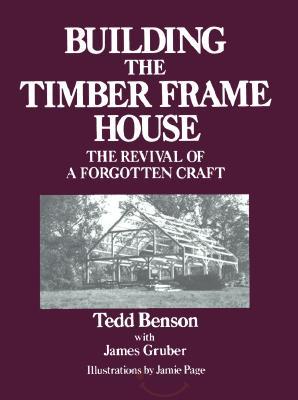 BUILDING
THE
TIMBER FRAME
HOUSE
THE REVIVAL OF
A FORGOTTEN CRAFT
Tedd Benson
with
James Gruber
Illustrations by Jamie Page